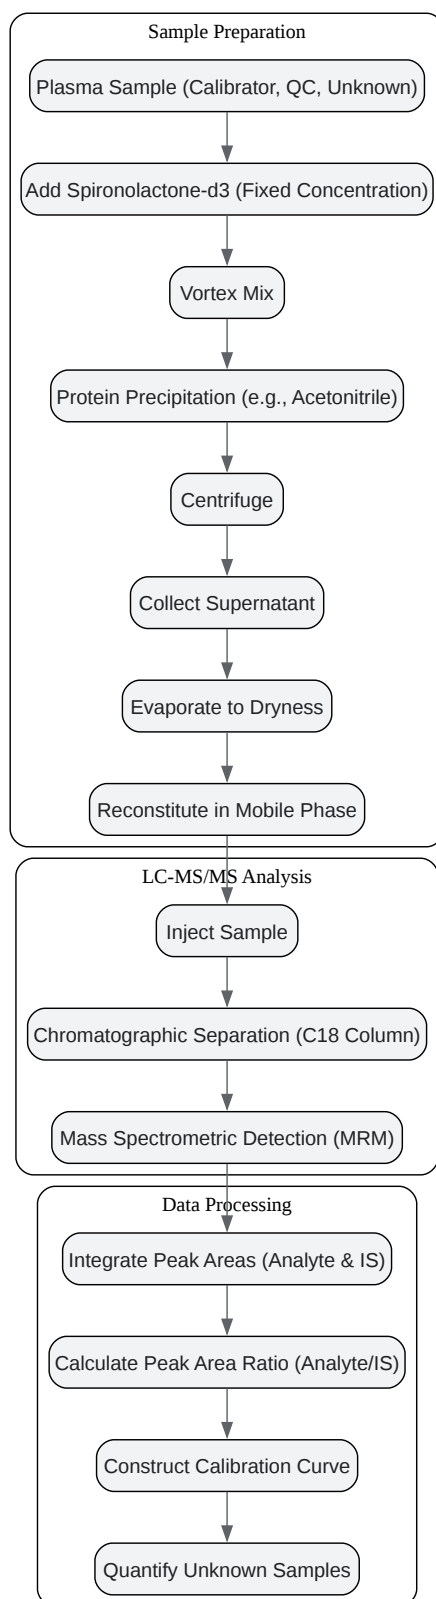 Sample Preparation
Plasma Sample (Calibrator, QC, Unknown)
Add Spironolactone-d3 (Fixed Concentration)
Vortex Mix
Protein Precipitation (e.g., Acetonitrile)
Centrifuge
Collect Supernatant
Evaporate to Dryness
Reconstitute in Mobile Phase
LC-MS/MS Analysis
Inject Sample
Chromatographic Separation (C18 Column)
Mass Spectrometric Detection (MRM)
Data Processing
Integrate Peak Areas (Analyte & IS)
Calculate Peak Area Ratio (Analyte/IS)
Construct Calibration Curve
Quantify Unknown Samples